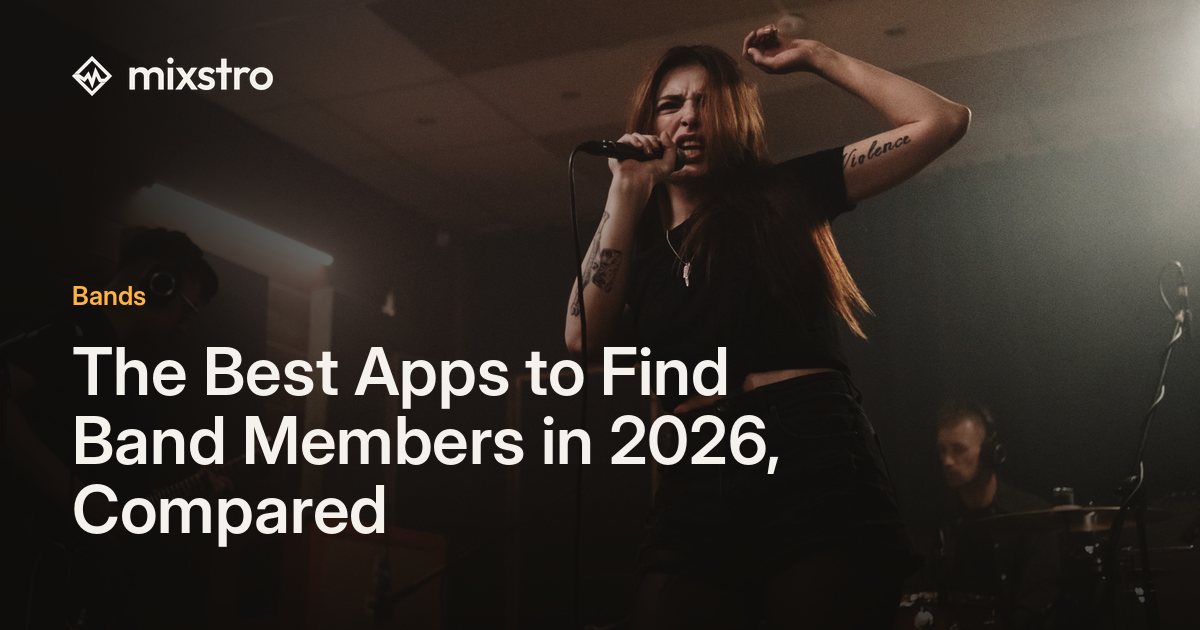 mixstro
Violence
Bands
The Best Apps to Find
Band Members in 2026,
Compared